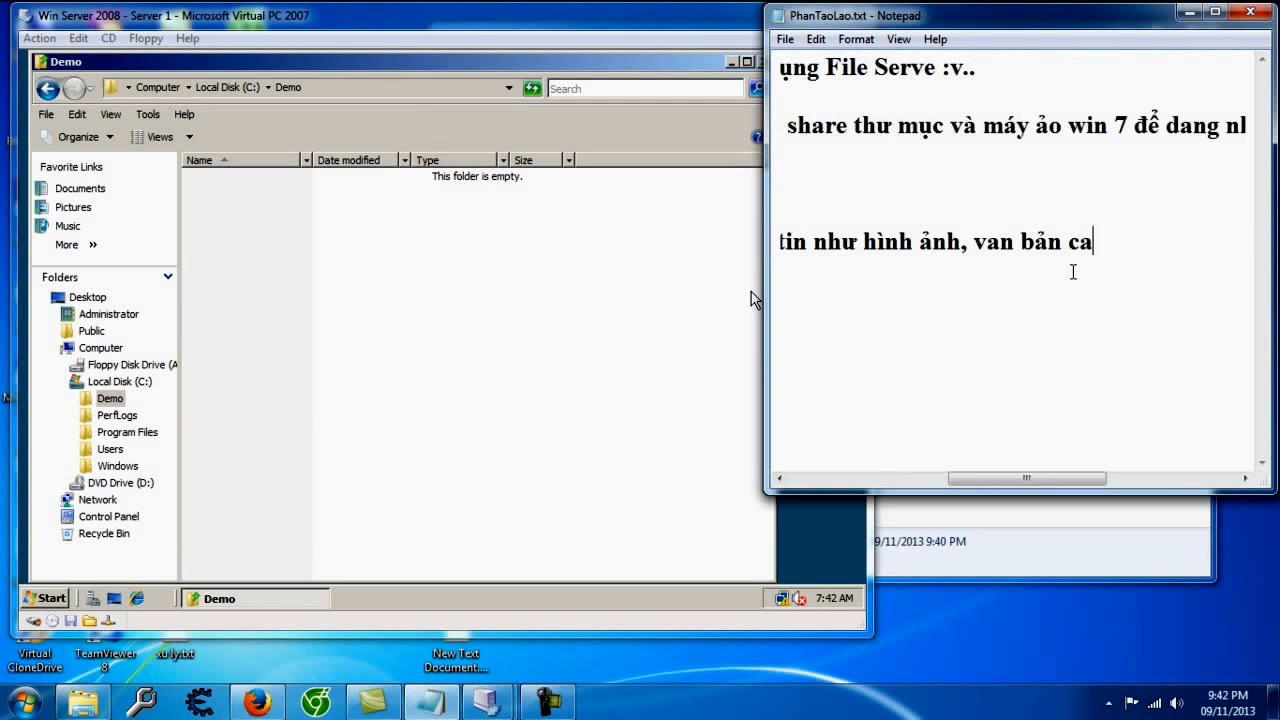 Win Server 2008 - Server 1 - Microsoft Virtual PC 2007
Action Edit CD Floppy Help
Demo
Computer Local Disk (C:) Demo
Search
File Edit View Tools Help
Organize Views
Favorite Links
Documents
Pictures
Music
More »
Folders
Desktop
Administrator
Public
Computer
Floppy Disk Drive (A
Local Disk (C:)
Demo
PerfLogs
Program Files
Users
Windows
DVD Drive (D:)
Network
Control Panel
Recycle Bin
Name Date modified Type Size
This folder is empty.
Start Demo 7:42 AM
PhanTaoLao.txt - Notepad
File Edit Format View Help
ụng File Serve :v..
share thư mục và máy ảo win 7 để dang nl
tin như hình ảnh, van bản ca
9/11/2013 9:40 PM
Virtual CloneDrive
TeamViewer 8
xu ly.txt
New Text Document....
9:42 PM
09/11/2013